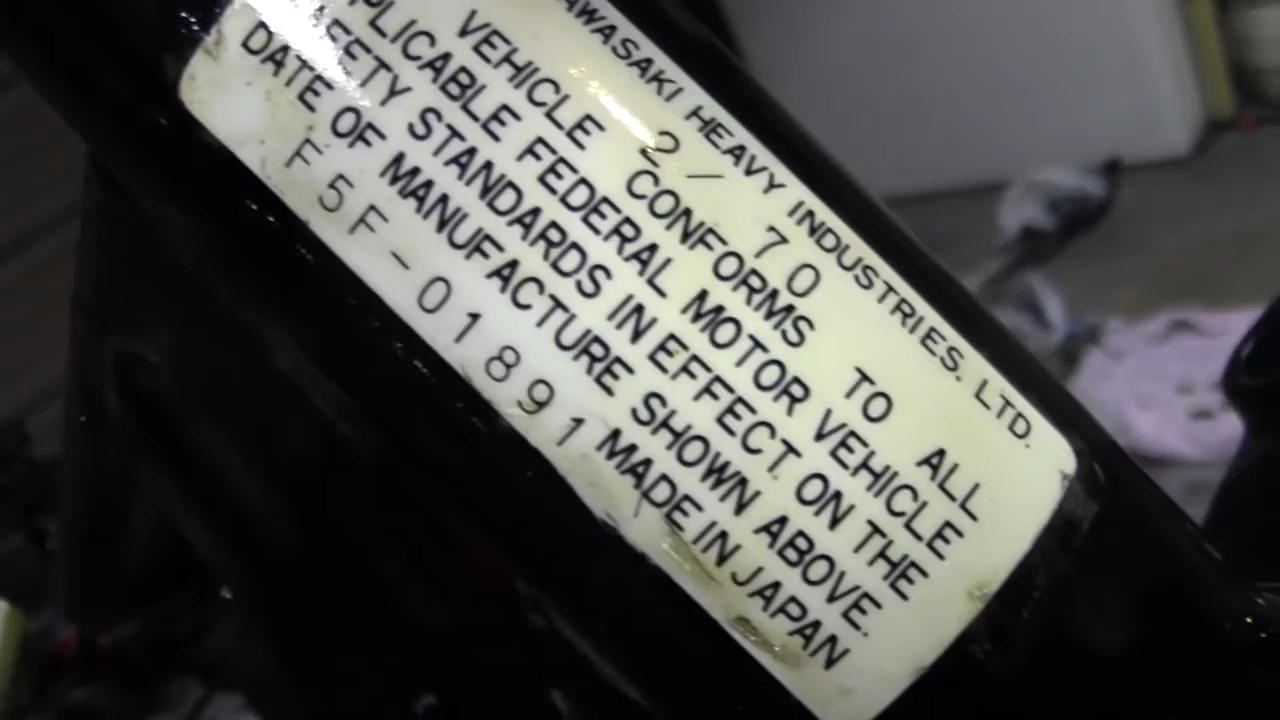 KAWASAKI HEAVY INDUSTRIES. LTD.
2/ 70
VEHICLE CONFORMS TO ALL
PLICABLE FEDERAL MOTOR VEHICLE
FETY STANDARDS IN EFFECT ON THE
DATE OF MANUFACTURE SHOWN ABOVE.
F5F-01891 MADE IN JAPAN